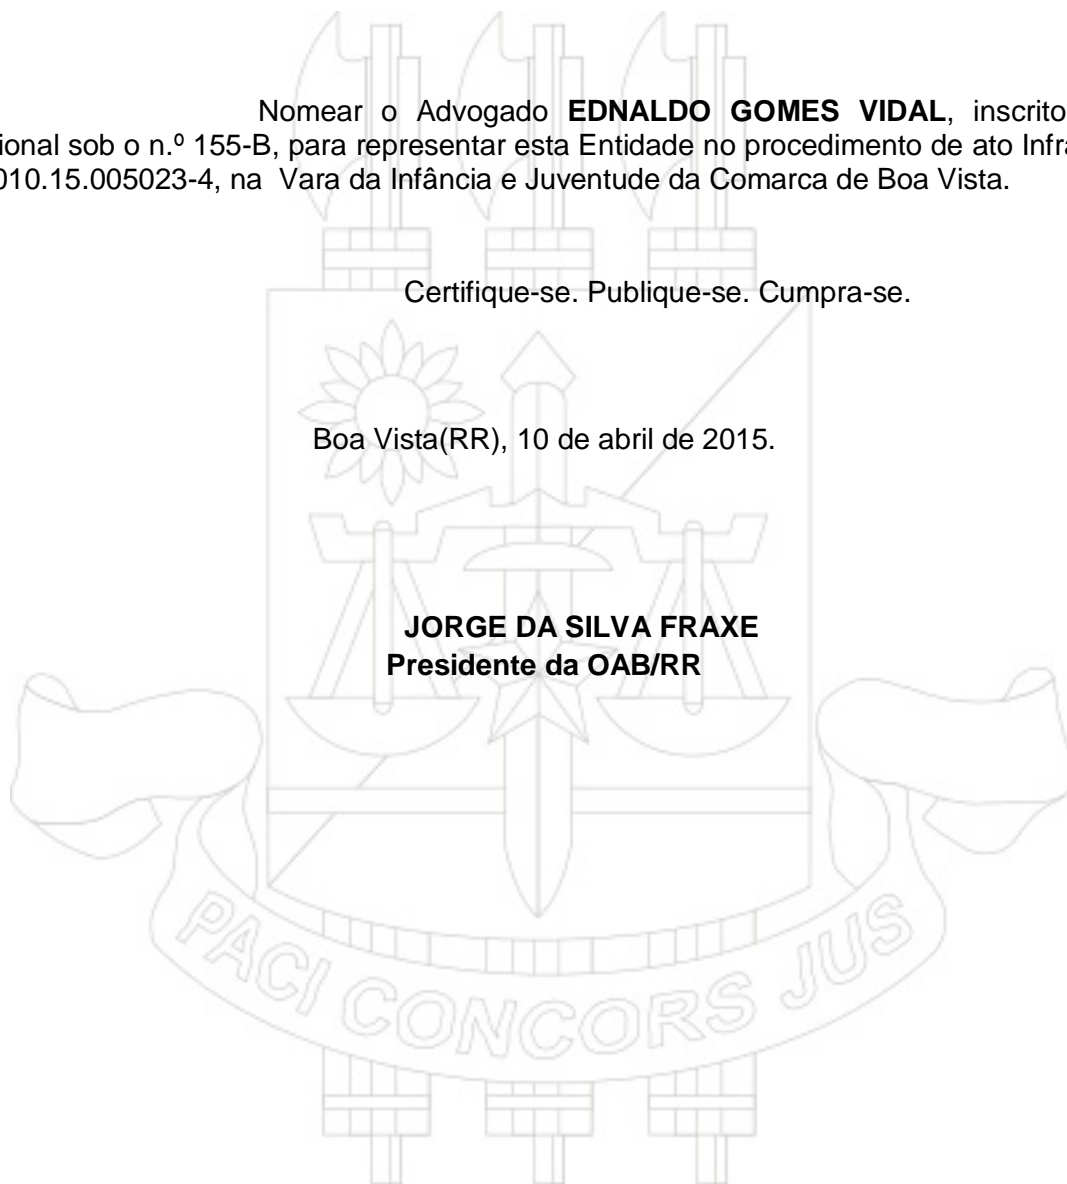 Nomear o Advogado EDNALDO GOMES VIDAL, inscrito
ional sob o n.º 155-B, para representar esta Entidade no procedimento de ato Infra
010.15.005023-4, na Vara da Infância e Juventude da Comarca de Boa Vista.
Certifique-se. Publique-se. Cumpra-se.
Boa Vista(RR), 10 de abril de 2015.
JORGE DA SILVA FRAXE
Presidente da OAB/RR
PACI CONCORS JUS